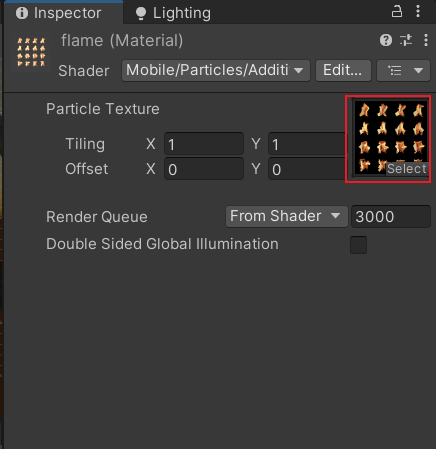 Inspector Lighting
flame (Material)
Shader Mobile/Particles/Additi Edit...
Particle Texture
Tiling X 1 Y 1
Offset X 0 Y 0
Select
Render Queue From Shader 3000
Double Sided Global Illumination